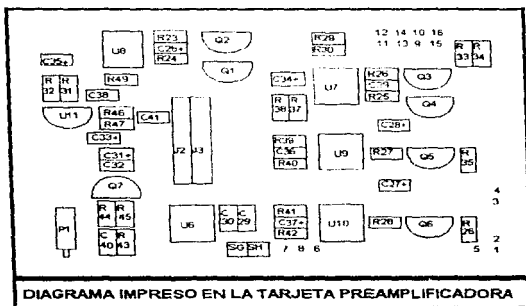 R23 Q2 R29 12 14 10 16
U8 C26+ R30 11 13 9 15 R R
C25+ R24 33 34
Q1
R49 C34+ U7 R26 Q3
R R C24
32 31 C38 R R R25 Q4
38 37
U11 R46 C41
R47 C28+
C33+ J2 J3 R39
C31+ C36 U9 R27 Q5 R
C32 R40 35
Q7 C27+ 4
3
R R
44 45 C C R41
P1 U6 30 29 C37+ U10 R28 Q6 R
C R R42 2
40 43 SG SH 7 8 6 5 1
DIAGRAMA IMPRESO EN LA TARJETA PREAMPLIFICADORA